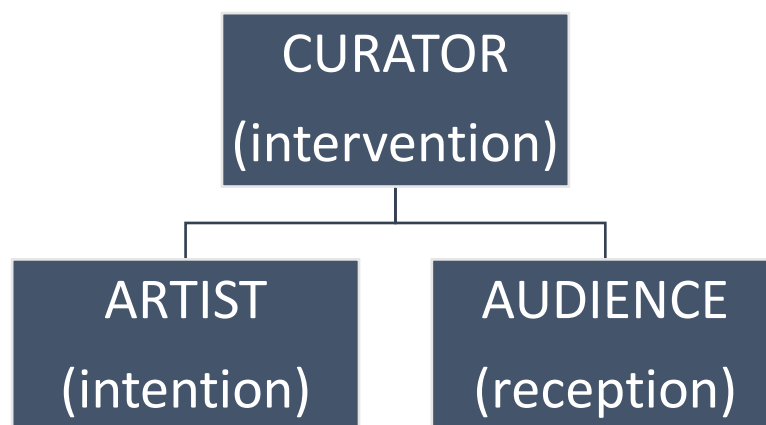 CURATOR
(intervention)
ARTIST
(intention)
AUDIENCE
(reception)